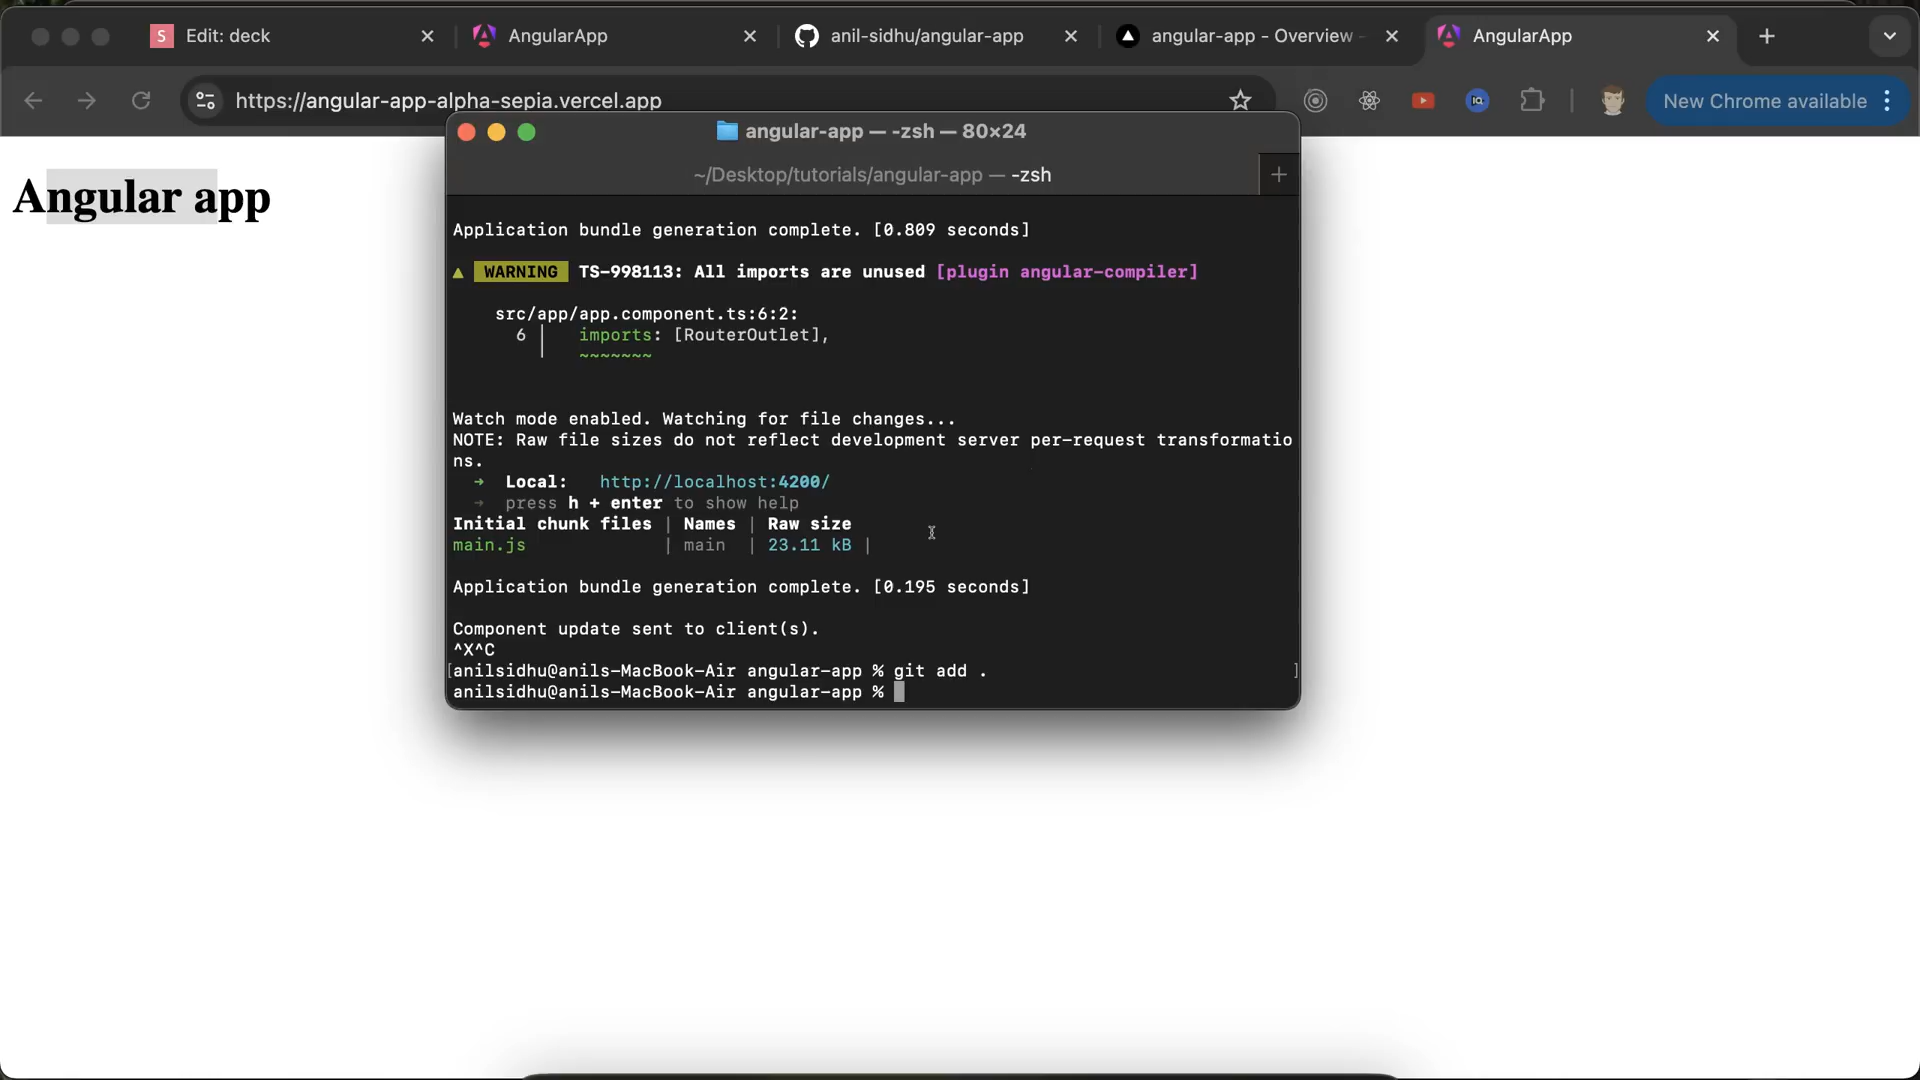 S Edit: deck
AngularApp
anil-sidhu/angular-app
angular-app - Overview -
AngularApp
https://angular-app-alpha-sepia.vercel.app
New Chrome available
Angular app
angular-app — -zsh — 80×24
~/Desktop/tutorials/angular-app — -zsh
Application bundle generation complete. [0.809 seconds]
▲ WARNING TS-998113: All imports are unused [plugin angular-compiler]
src/app/app.component.ts:6:2:
6 │ imports: [RouterOutlet],
~~~~~~~
Watch mode enabled. Watching for file changes...
NOTE: Raw file sizes do not reflect development server per-request transformatio
ns.
➜ Local: http://localhost:4200/
➜ press h + enter to show help
Initial chunk files | Names | Raw size
main.js | main | 23.11 kB |
Application bundle generation complete. [0.195 seconds]
Component update sent to client(s).
^X^C
[anilsidhu@anils-MacBook-Air angular-app % git add . ]
anilsidhu@anils-MacBook-Air angular-app %